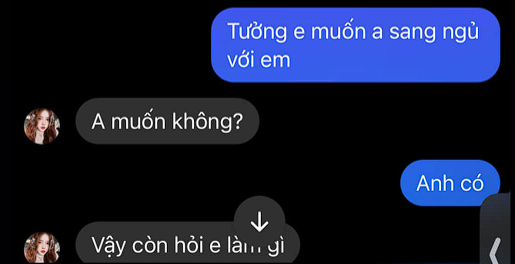 Tưởng e muốn a sang ngủ
với em
A muốn không?
Anh có
Vậy còn hỏi e làm gì